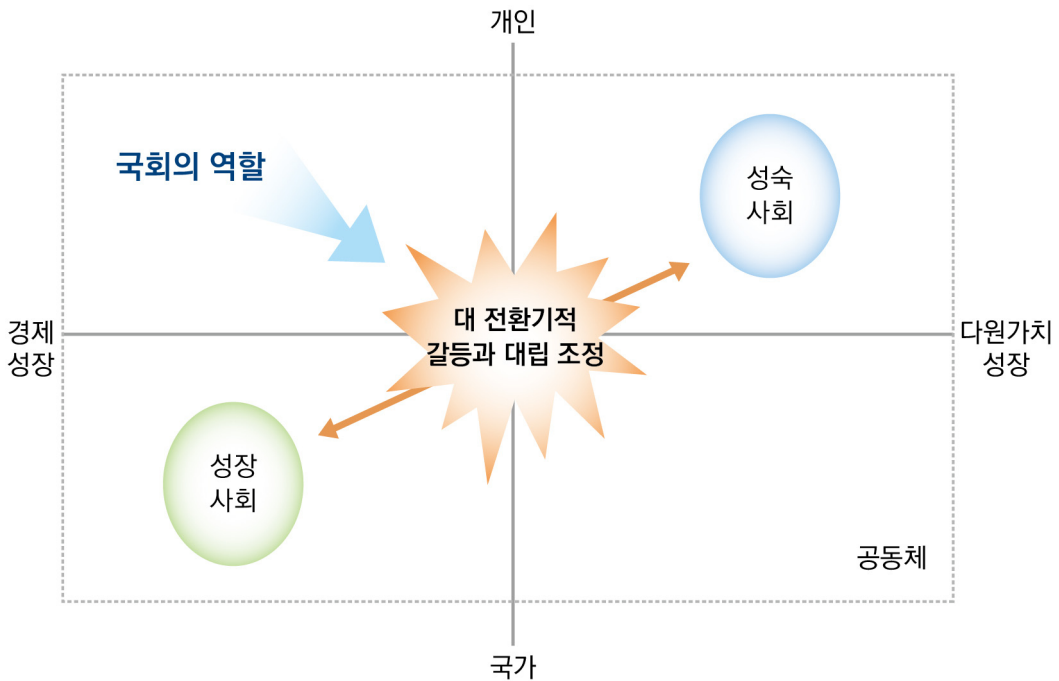 개인
국회의 역할
성숙
사회
대 전환기적
갈등과 대립 조정
경제
성장
다원가치
성장
성장
사회
공동체
국가